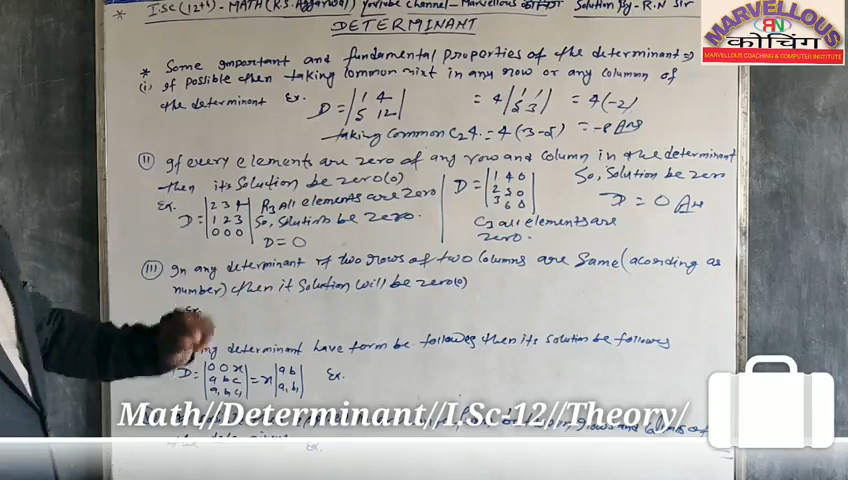 * I.SC(12th) - MATH (K.S. Aggarwal) Youtube Channel - Marvellous कोचिंग Solution By - R.N Sir
DETERMINANT
* Some important and fundamental properties of the determinant ⇒
(i) If possible then taking Common in any row or any column of
the determinant Ex. D = |1 4| |5 12| = 4 |1 1| |5 3| = 4(-2)
taking Common C2 4. = 4(3-5) = -8 Ans
(II) If every elements are zero of any row and column in the determinant
then its solution be zero(0)
Ex. D = |2 3 4| |1 2 3| |0 0 0| R3 All elements are zero
So, Solution be zero.
D = 0
D = |1 4 0| |2 3 0| |3 6 0| So, Solution be zero
D = 0 Ans
C3 all elements are
zero.
(III) In any determinant if two rows of two Columns are Same (acording as
number) then it Solution will be zero(0)
Ex.
determinant have form be followes then its solution be follows
D = |0 0 x| |a b c| |a1 b1 c1| = x |a b| |a1 b1| Ex.
rows and
Ex.
MARVELLOUS
RN
कोचिंग
MARVELLOUS COACHING & COMPUTER INSTITUTE
Math//Determinant//I.Sc-12//Theory/